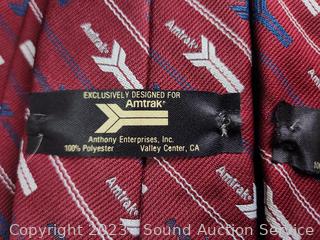 Amtrak
Amtrak
EXCLUSIVELY DESIGNED FOR
Amtrak®
Anthony Enterprises, Inc.
100% Polyester Valley Center, CA
Amtrak
Amtrak
Copyright 2023 Sound Auction Service